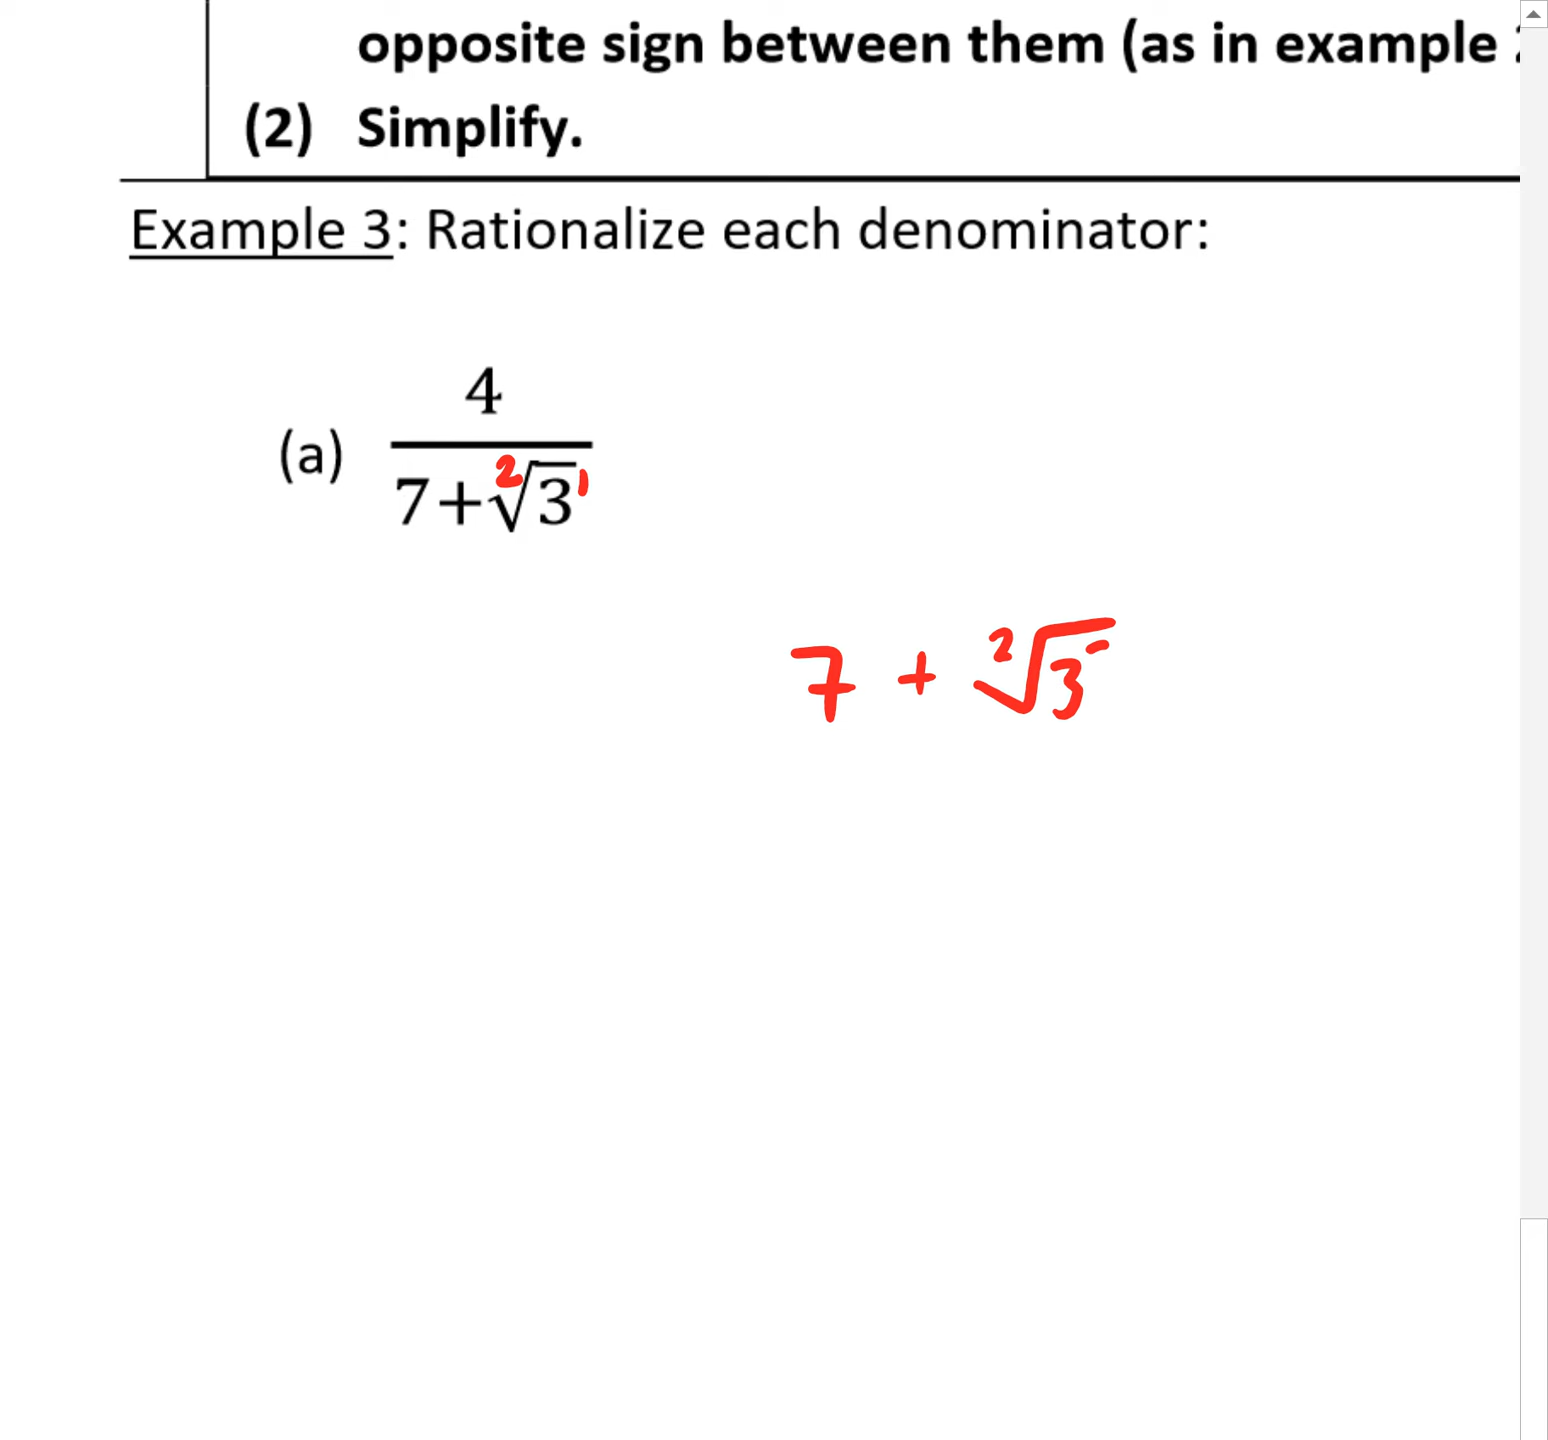 opposite sign between them (as in example
(2) Simplify.
Example 3: Rationalize each denominator:
4
(a)
7+²√3¹
7 + ²√3